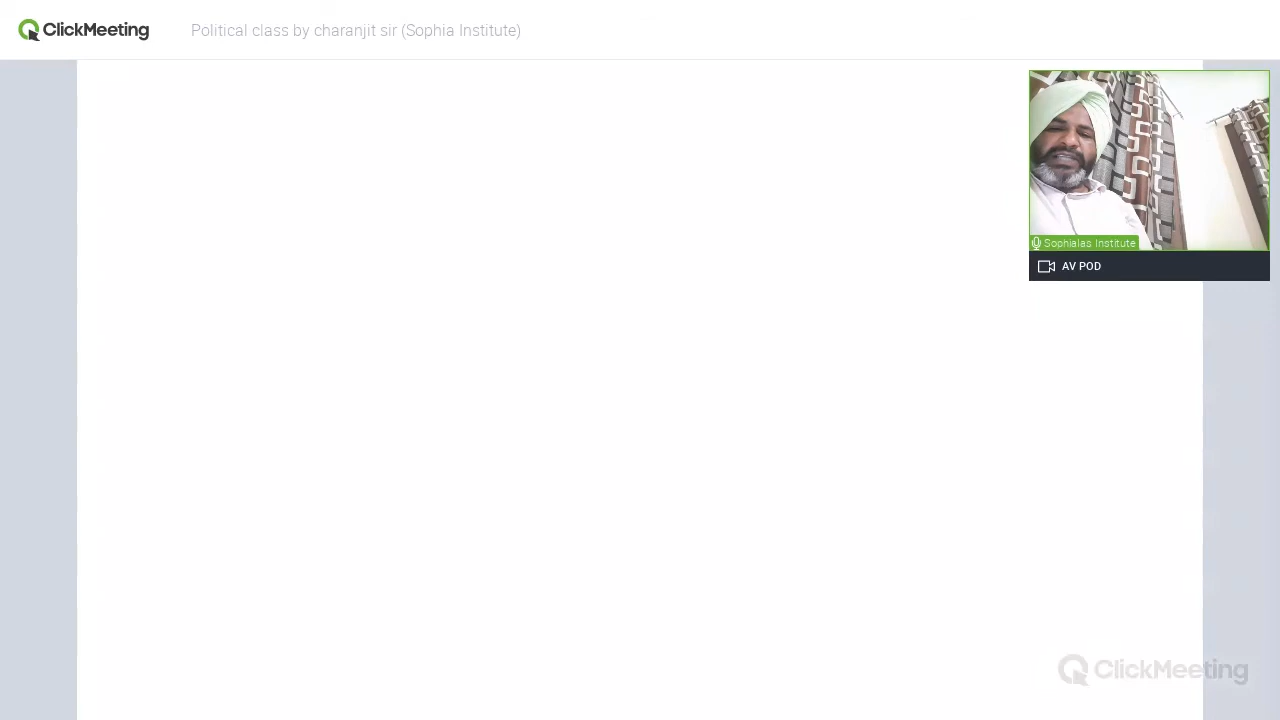 ClickMeeting
Political class by charanjit sir (Sophia Institute)
SophiaIas Institute
AV POD
ClickMeeting